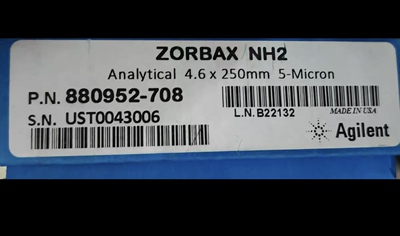 ZORBAX NH2
Analytical 4.6 x 250mm 5-Micron
P.N. 880952-708
S.N. UST0043006
L.N. B22132
MADE IN USA
Agilent